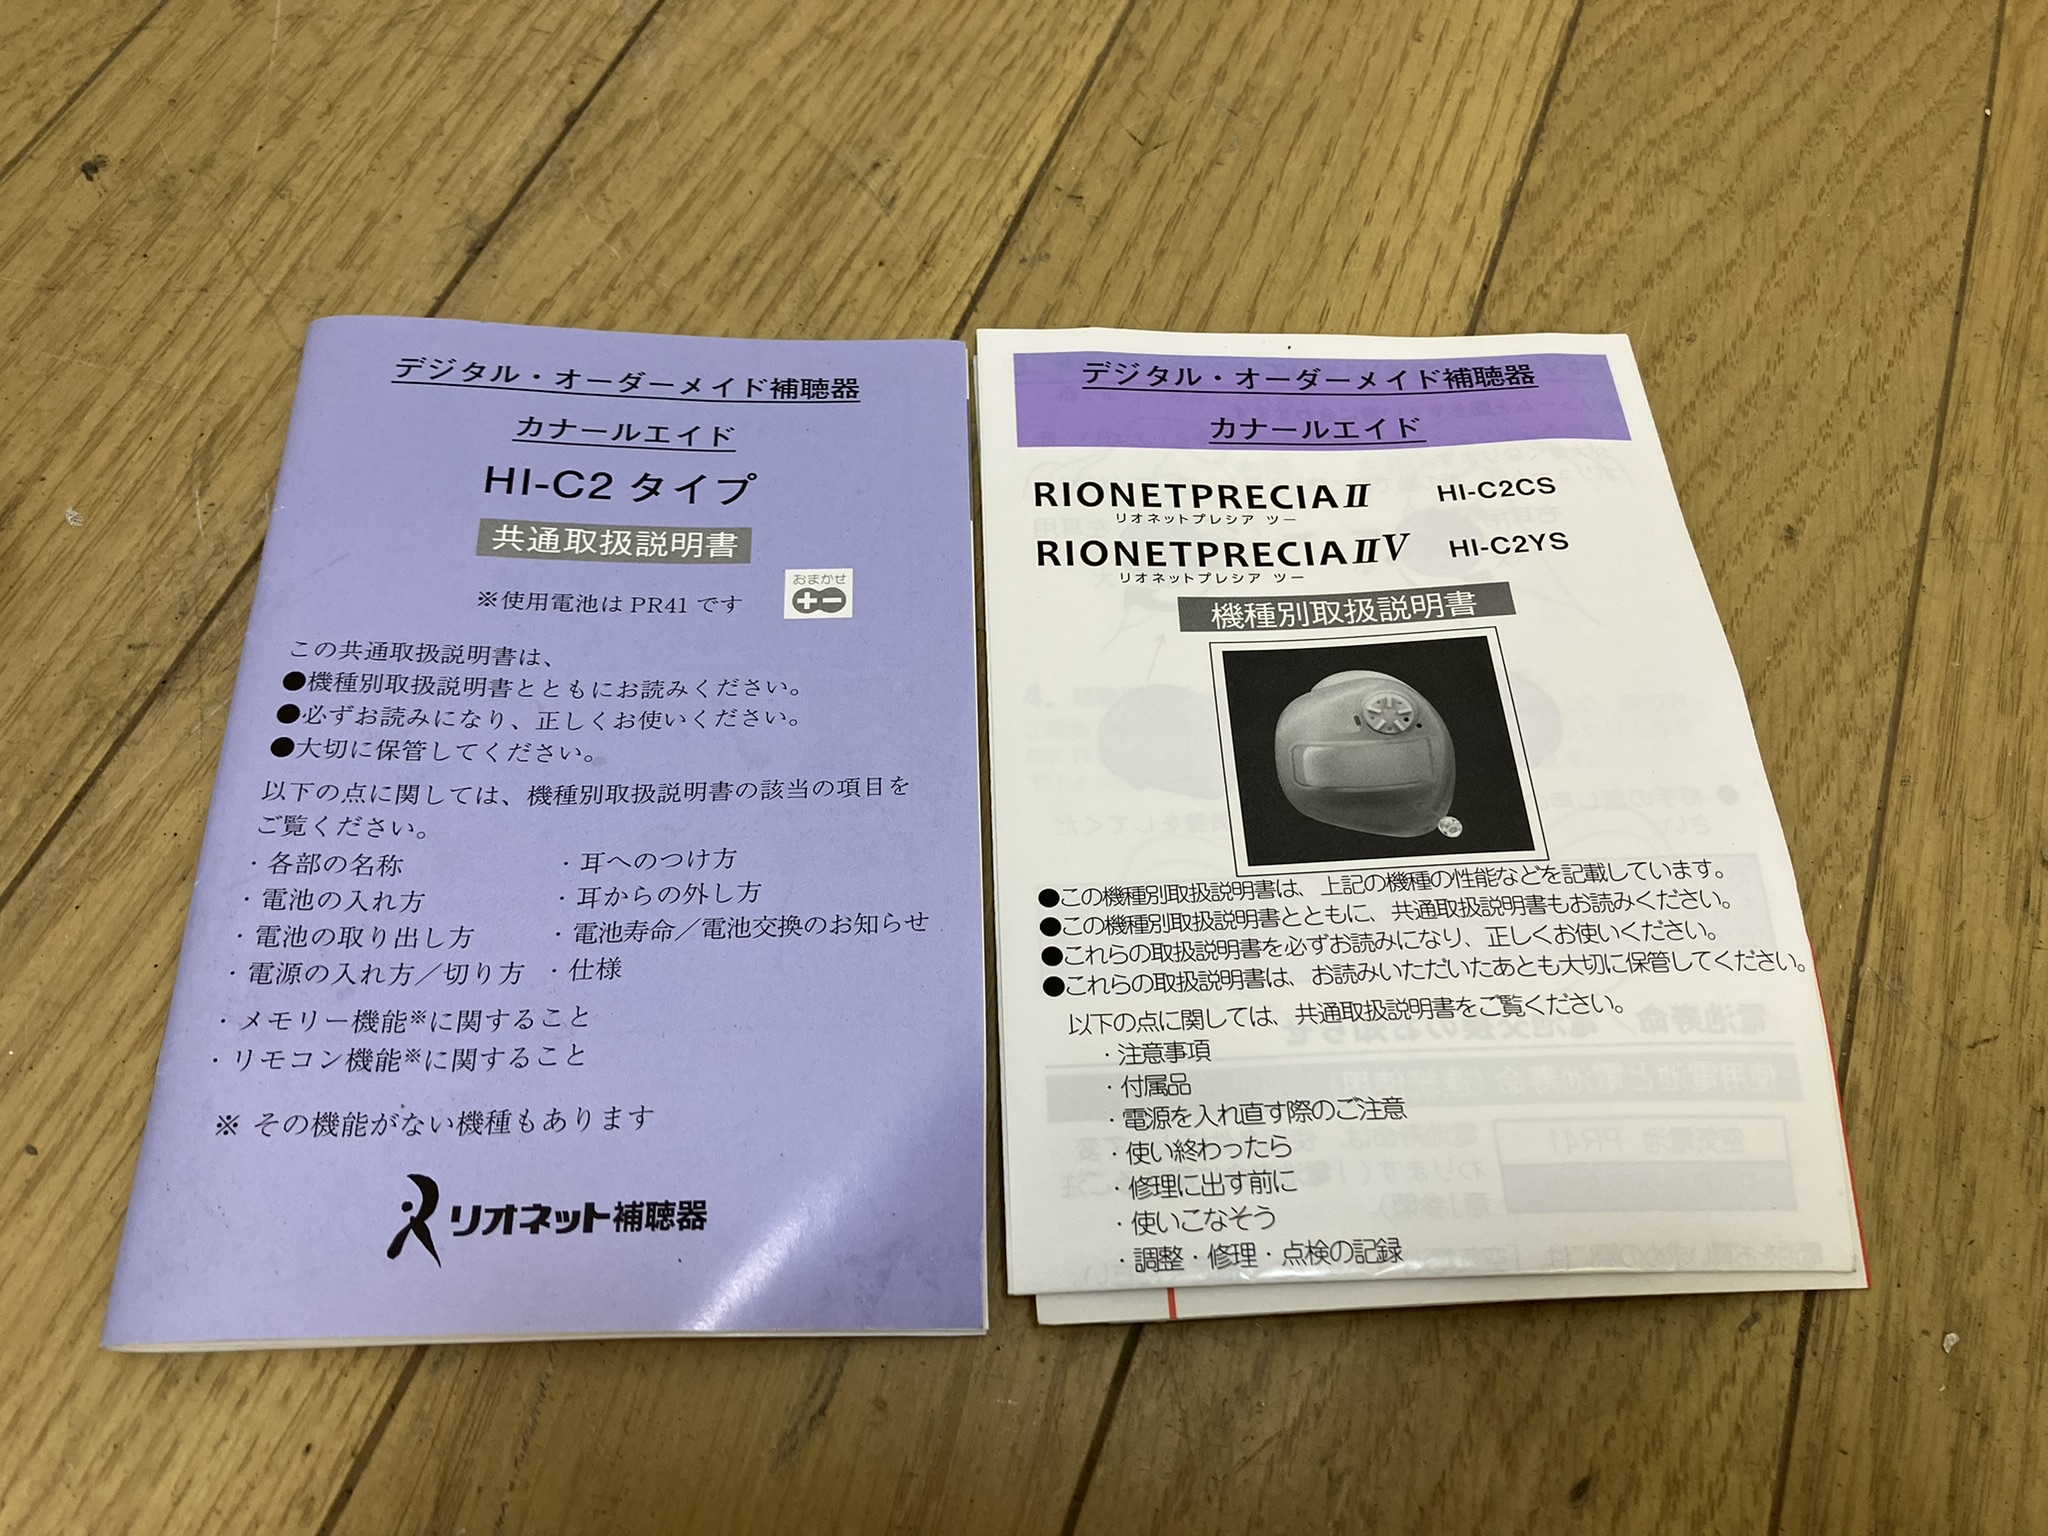 デジタル・オーダーメイド補聴器
カナールエイド
HI-C2 タイプ
共通取扱説明書
おまかせ
※使用電池は PR41 です
この共通取扱説明書は、
●機種別取扱説明書とともにお読みください。
●必ずお読みになり、正しくお使いください。
●大切に保管してください。
以下の点に関しては、機種別取扱説明書の該当の項目を
ご覧ください。
・各部の名称
・電池の入れ方
・電池の取り出し方
・電源の入れ方／切り方
・耳へのつけ方
・耳からの外し方
・電池寿命／電池交換のお知らせ
・仕様
・メモリー機能※に関すること
・リモコン機能※に関すること
※ その機能がない機種もあります
リオネット補聴器
デジタル・オーダーメイド補聴器
カナールエイド
RIONETPRECIAⅡ HI-C2CS
リオネットプレシア ツー
RIONETPRECIAⅡV HI-C2YS
リオネットプレシア ツー
機種別取扱説明書
●この機種別取扱説明書は、上記の機種の性能などを記載しています。
●この機種別取扱説明書とともに、共通取扱説明書もお読みください。
●これらの取扱説明書を必ずお読みになり、正しくお使いください。
●これらの取扱説明書は、お読みいただいたあとも大切に保管してください。
以下の点に関しては、共通取扱説明書をご覧ください。
・注意事項
・付属品
・電源を入れ直す際のご注意
・使い終わったら
・修理に出す前に
・使いこなそう
・調整・修理・点検の記録